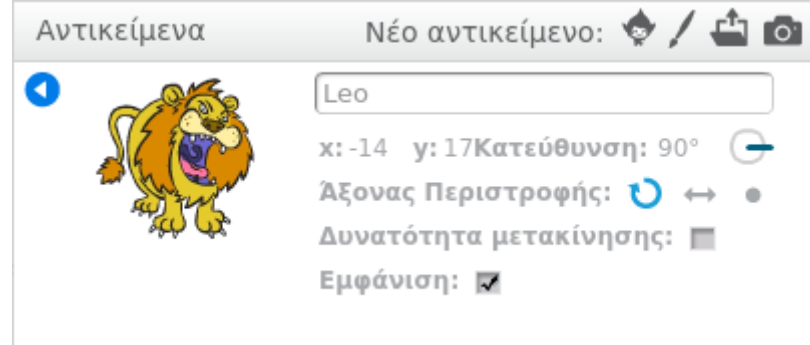 Αντικείμενα Νέο αντικείμενο:
Leo
x: -14 y: 17Κατεύθυνση: 90°
Άξονας Περιστροφής:
Δυνατότητα μετακίνησης:
Εμφάνιση: